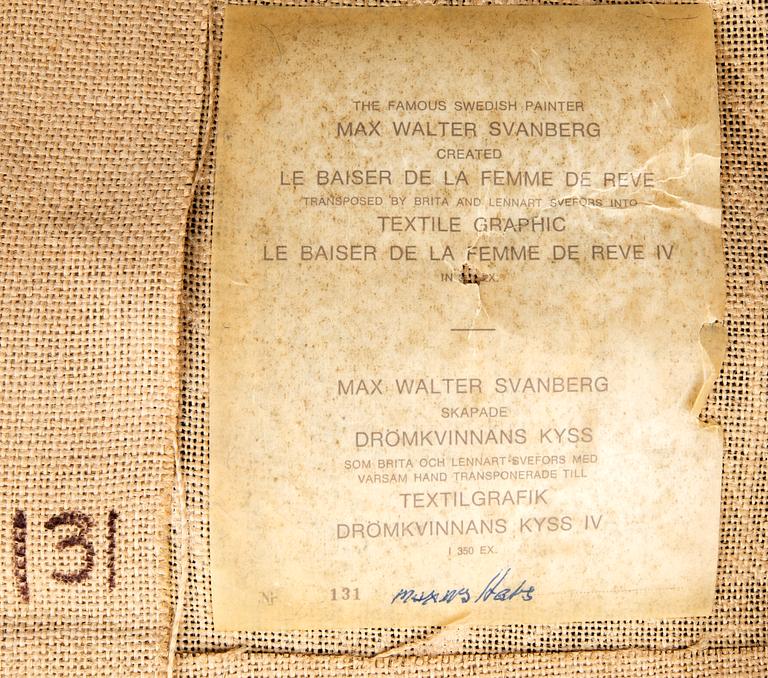 THE FAMOUS SWEDISH PAINTER
MAX WALTER SVANBERG
CREATED
LE BAISER DE LA FEMME DE REVE
TRANSPOSED BY BRITA AND LENNART SVEFORS INTO
TEXTILE GRAPHIC
LE BAISER DE LA FEMME DE REVE IV
IN EX.
MAX WALTER SVANBERG
SKAPADE
DRÖMKVINNANS KYSS
SOM BRITA OCH LENNART SVEFORS MED
VARSAM HAND TRANSPONERADE TILL
TEXTILGRAFIK
DRÖMKVINNANS KYSS IV
I 350 EX.
Nr 131
131